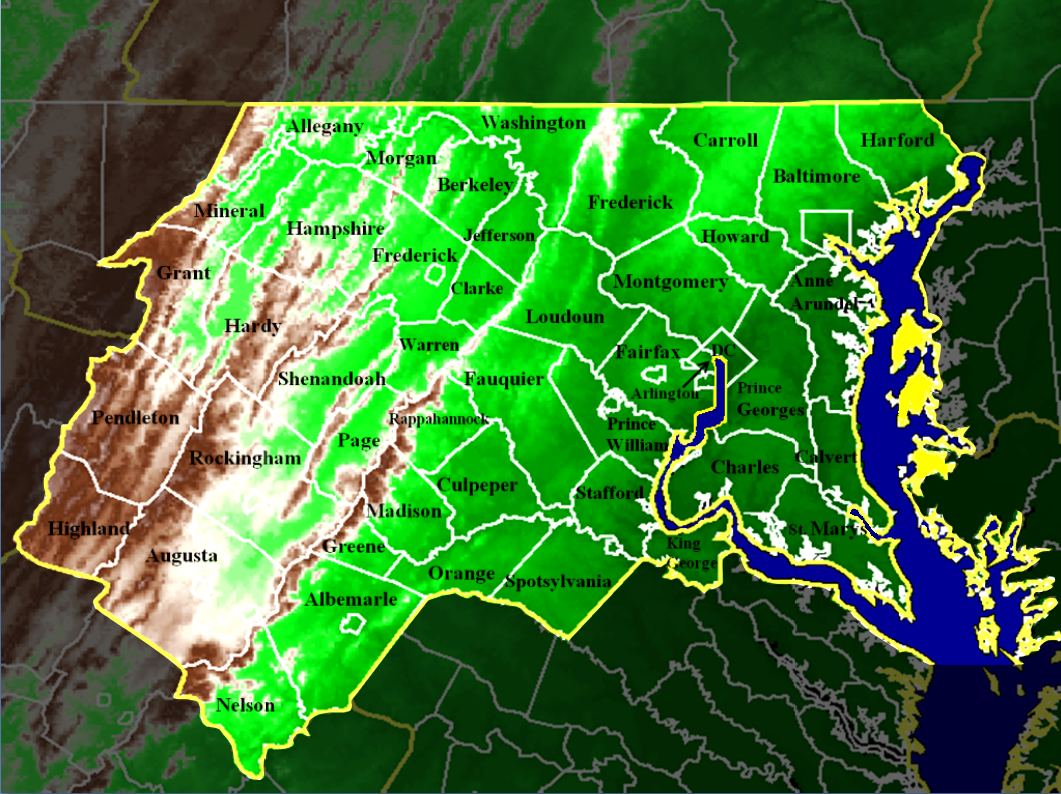 Allegany
Washington
Carroll
Harford
Morgan
Berkeley
Baltimore
Mineral
Frederick
Hampshire
Jefferson
Howard
Frederick
Grant
Clarke
Montgomery
Anne
Arundel
Hardy
Loudoun
Warren
Fairfax
DC
Shenandoah
Fauquier
Arlington
Prince
Georges
Pendleton
Rappahannock
Prince
William
Page
Rockingham
Calvert
Charles
Culpeper
Stafford
Madison
Highland
St. Marys
Augusta
Greene
King
George
Orange
Spotsylvania
Albemarle
Nelson